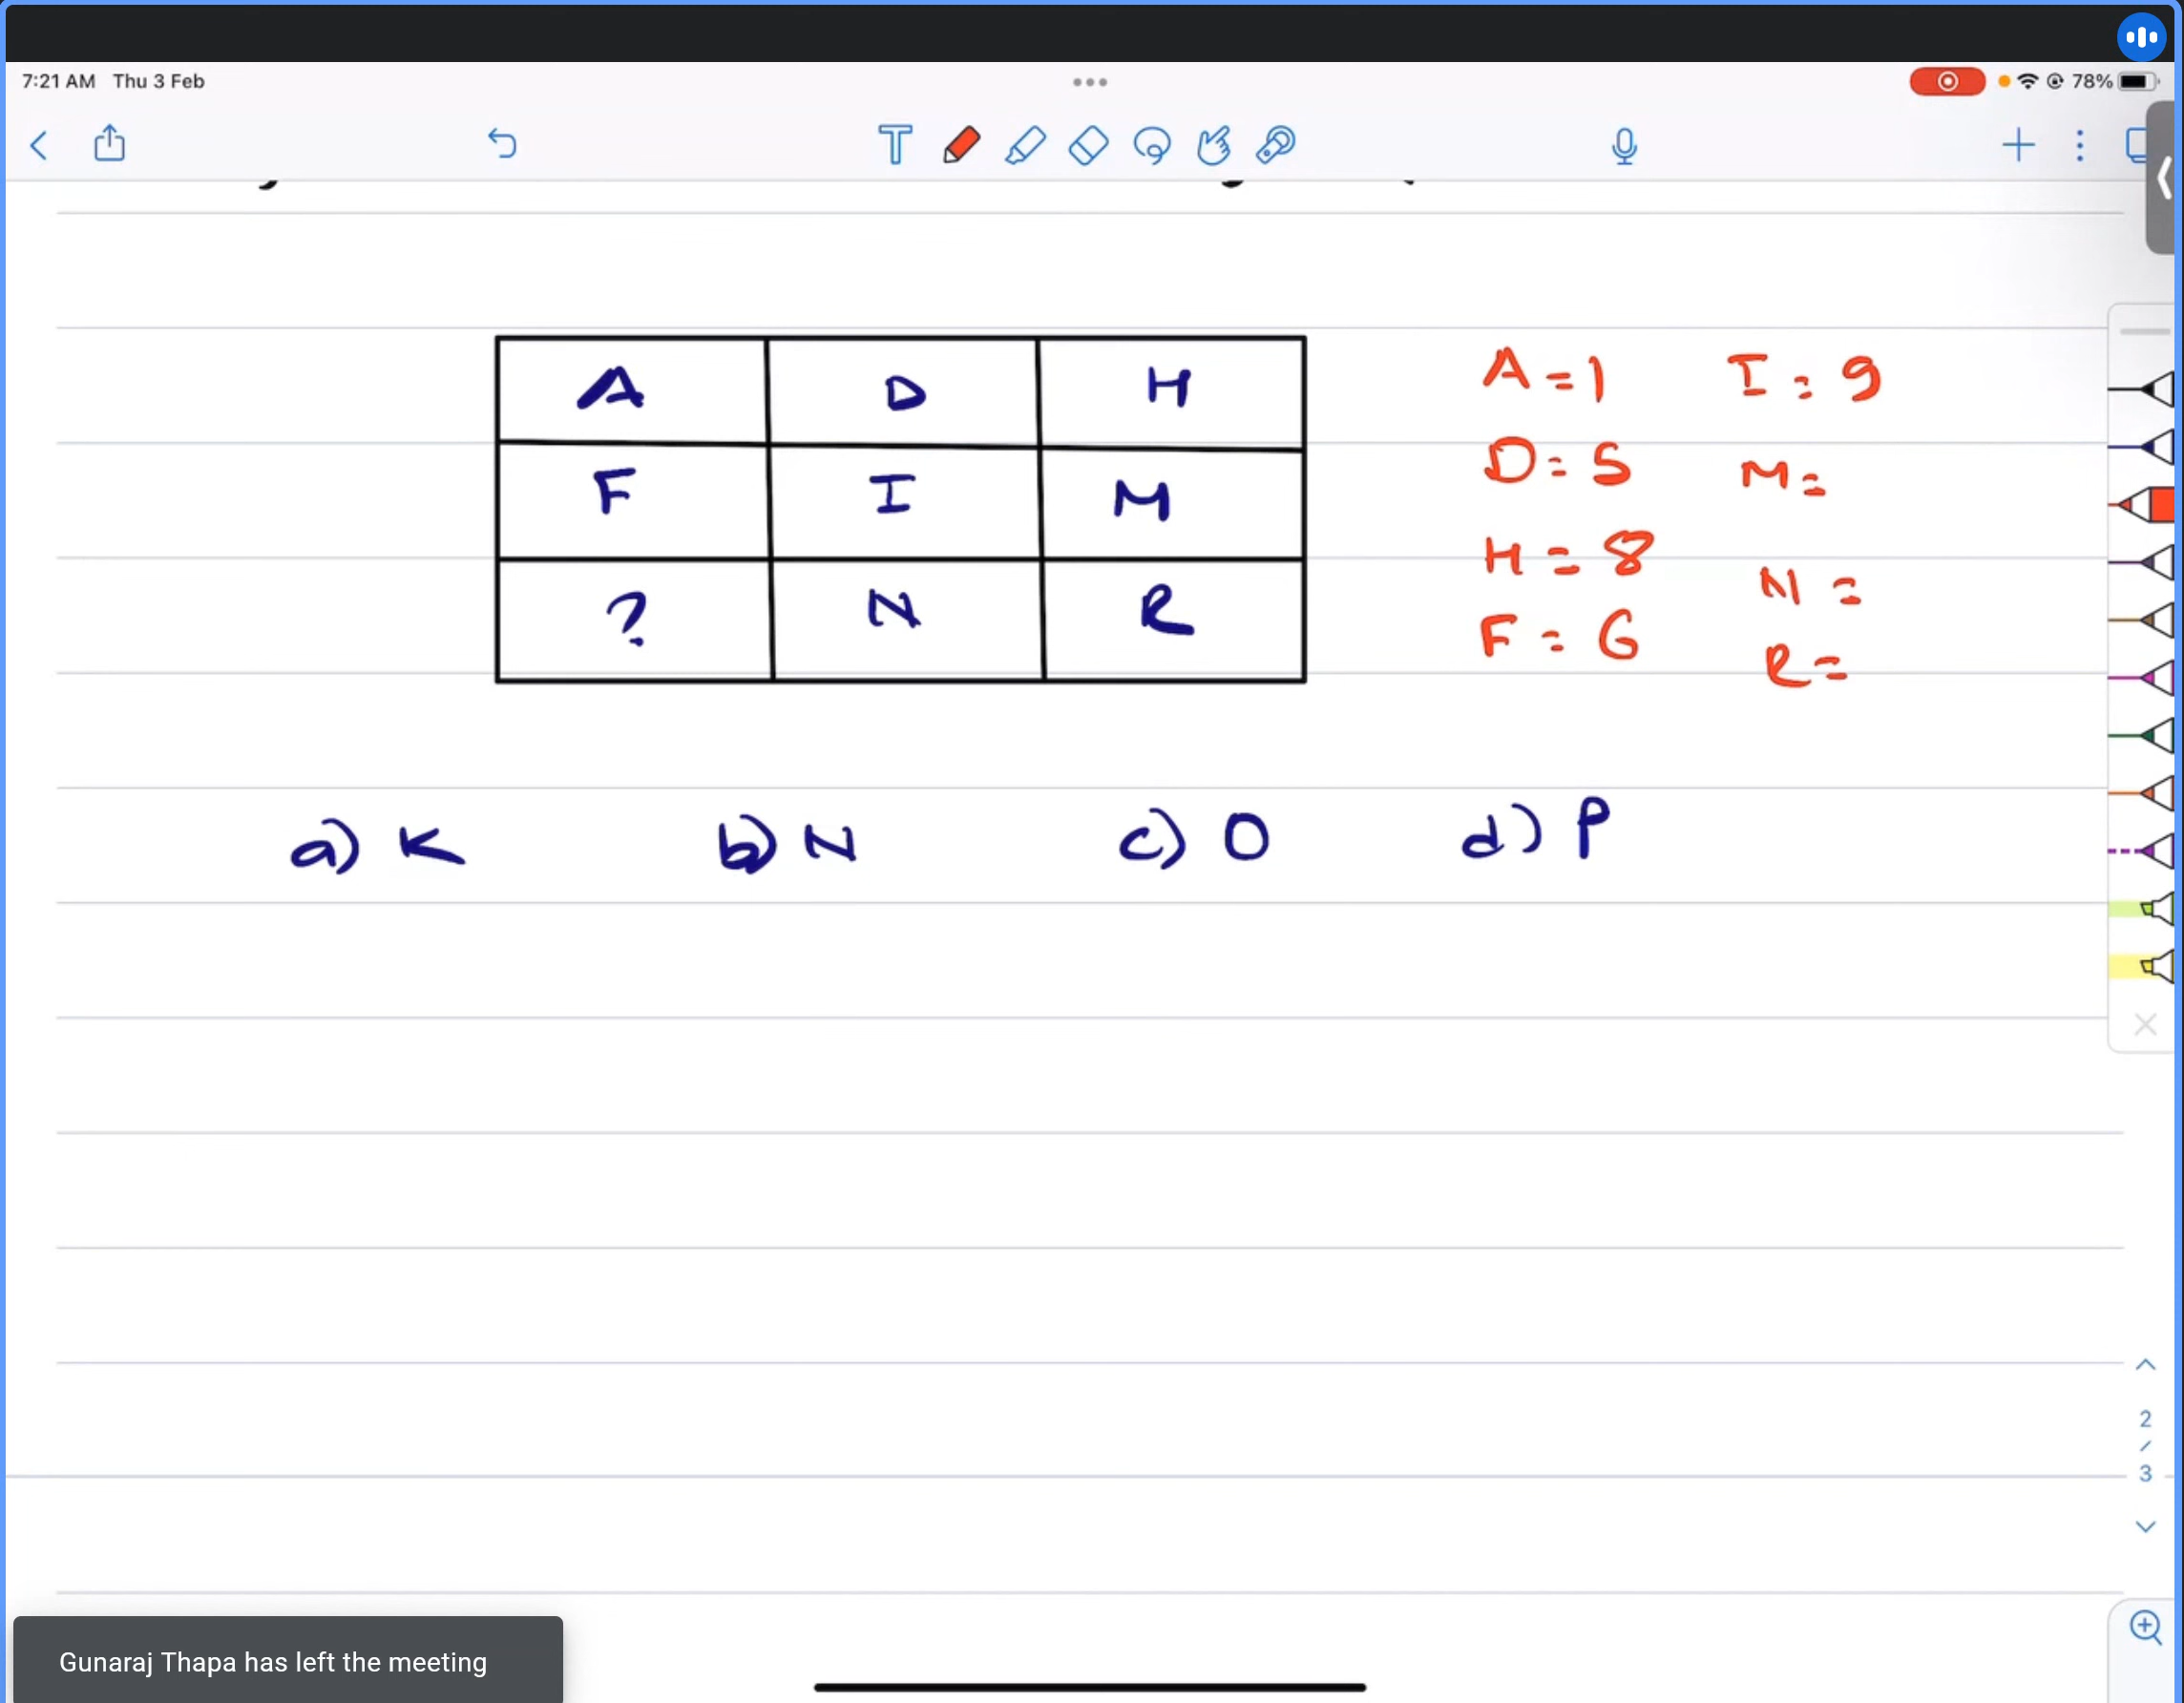 7:21 AM Thu 3 Feb
78%
T
A D H
A = 1 I = 9
F I M
D = 5 M =
H = 8
? N R
N =
F = 6
R =
a) K b) N c) O d) P
2
/
3
Gunaraj Thapa has left the meeting